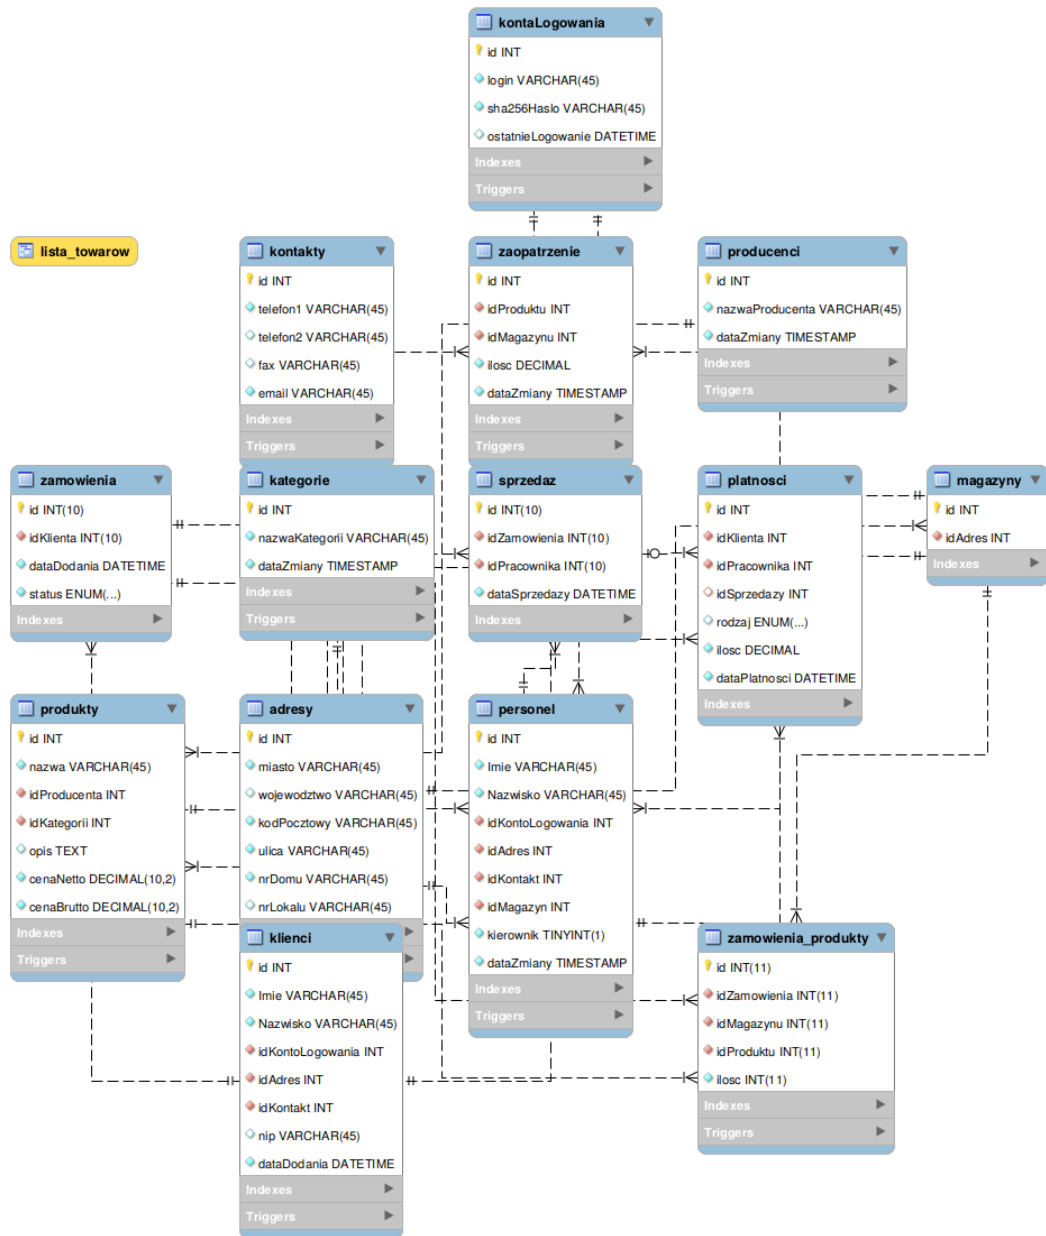 kontaLogowania
id INT
login VARCHAR(45)
sha256Haslo VARCHAR(45)
ostatnieLogowanie DATETIME
Indexes
Triggers
lista_towarow
kontakty
id INT
telefon1 VARCHAR(45)
telefon2 VARCHAR(45)
fax VARCHAR(45)
email VARCHAR(45)
Indexes
Triggers
zaopatrzenie
id INT
idProduktu INT
idMagazynu INT
ilosc DECIMAL
dataZmiany TIMESTAMP
Indexes
Triggers
producenci
id INT
nazwaProducenta VARCHAR(45)
dataZmiany TIMESTAMP
Indexes
Triggers
zamowienia
id INT(10)
idKlienta INT(10)
dataDodania DATETIME
status ENUM(...)
Indexes
kategorie
id INT
nazwaKategorii VARCHAR(45)
dataZmiany TIMESTAMP
Indexes
Triggers
sprzedaz
id INT(10)
idZamowienia INT(10)
idPracownika INT(10)
dataSprzedazy DATETIME
Indexes
platnosci
id INT
idKlienta INT
idPracownika INT
idSprzedazy INT
rodzaj ENUM(...)
ilosc DECIMAL
dataPlatnosci DATETIME
Indexes
magazyny
id INT
idAdres INT
Indexes
produkty
id INT
nazwa VARCHAR(45)
idProducenta INT
idKategorii INT
opis TEXT
cenaNetto DECIMAL(10,2)
cenaBrutto DECIMAL(10,2)
Indexes
Triggers
adresy
id INT
miasto VARCHAR(45)
wojewodztwo VARCHAR(45)
kodPocztowy VARCHAR(45)
ulica VARCHAR(45)
nrDomu VARCHAR(45)
nrLokalu VARCHAR(45)
personel
id INT
Imie VARCHAR(45)
Nazwisko VARCHAR(45)
idKontoLogowania INT
idAdres INT
idKontakt INT
idMagazyn INT
kierownik TINYINT(1)
dataZmiany TIMESTAMP
Indexes
Triggers
klienci
id INT
Imie VARCHAR(45)
Nazwisko VARCHAR(45)
idKontoLogowania INT
idAdres INT
idKontakt INT
nip VARCHAR(45)
dataDodania DATETIME
Indexes
Triggers
zamowienia_produkty
id INT(11)
idZamowienia INT(11)
idMagazynu INT(11)
idProduktu INT(11)
ilosc INT(11)
Indexes
Triggers